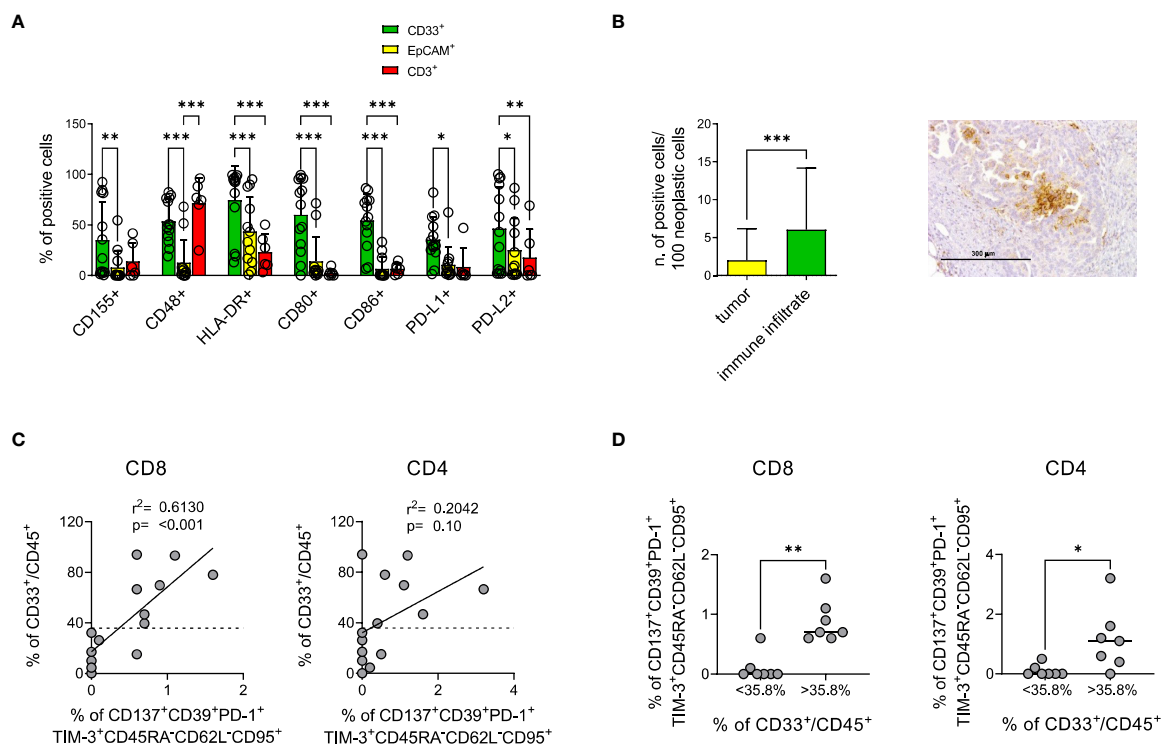 A
CD33⁺
EpCAM⁺
CD3⁺
*** *** *** *** **
** *** *** *** *** * *
% of positive cells
150
100
50
0
CD155+
CD48+
HLA-DR+
CD80+
CD86+
PD-L1+
PD-L2+
B
n. of positive cells/
100 neoplastic cells
20
15
10
5
0
***
tumor
immune infiltrate
300 µm
C
CD8
r²= 0.6130
p= <0.001
% of CD33⁺/CD45⁺
120
80
40
0
0 1 2
% of CD137⁺CD39⁺PD-1⁺
TIM-3⁺CD45RA⁻CD62L⁻CD95⁺
CD4
r²= 0.2042
p= 0.10
% of CD33⁺/CD45⁺
120
80
40
0
0 2 4
% of CD137⁺CD39⁺PD-1⁺
TIM-3⁺CD45RA⁻CD62L⁻CD95⁺
D
CD8
% of CD137⁺CD39⁺PD-1⁺
TIM-3⁺CD45RA⁻CD62L⁻CD95⁺
2
1
0
**
<35.8% >35.8%
% of CD33⁺/CD45⁺
CD4
% of CD137⁺CD39⁺PD-1⁺
TIM-3⁺CD45RA⁻CD62L⁻CD95⁺
4
2
0
*
<35.8% >35.8%
% of CD33⁺/CD45⁺